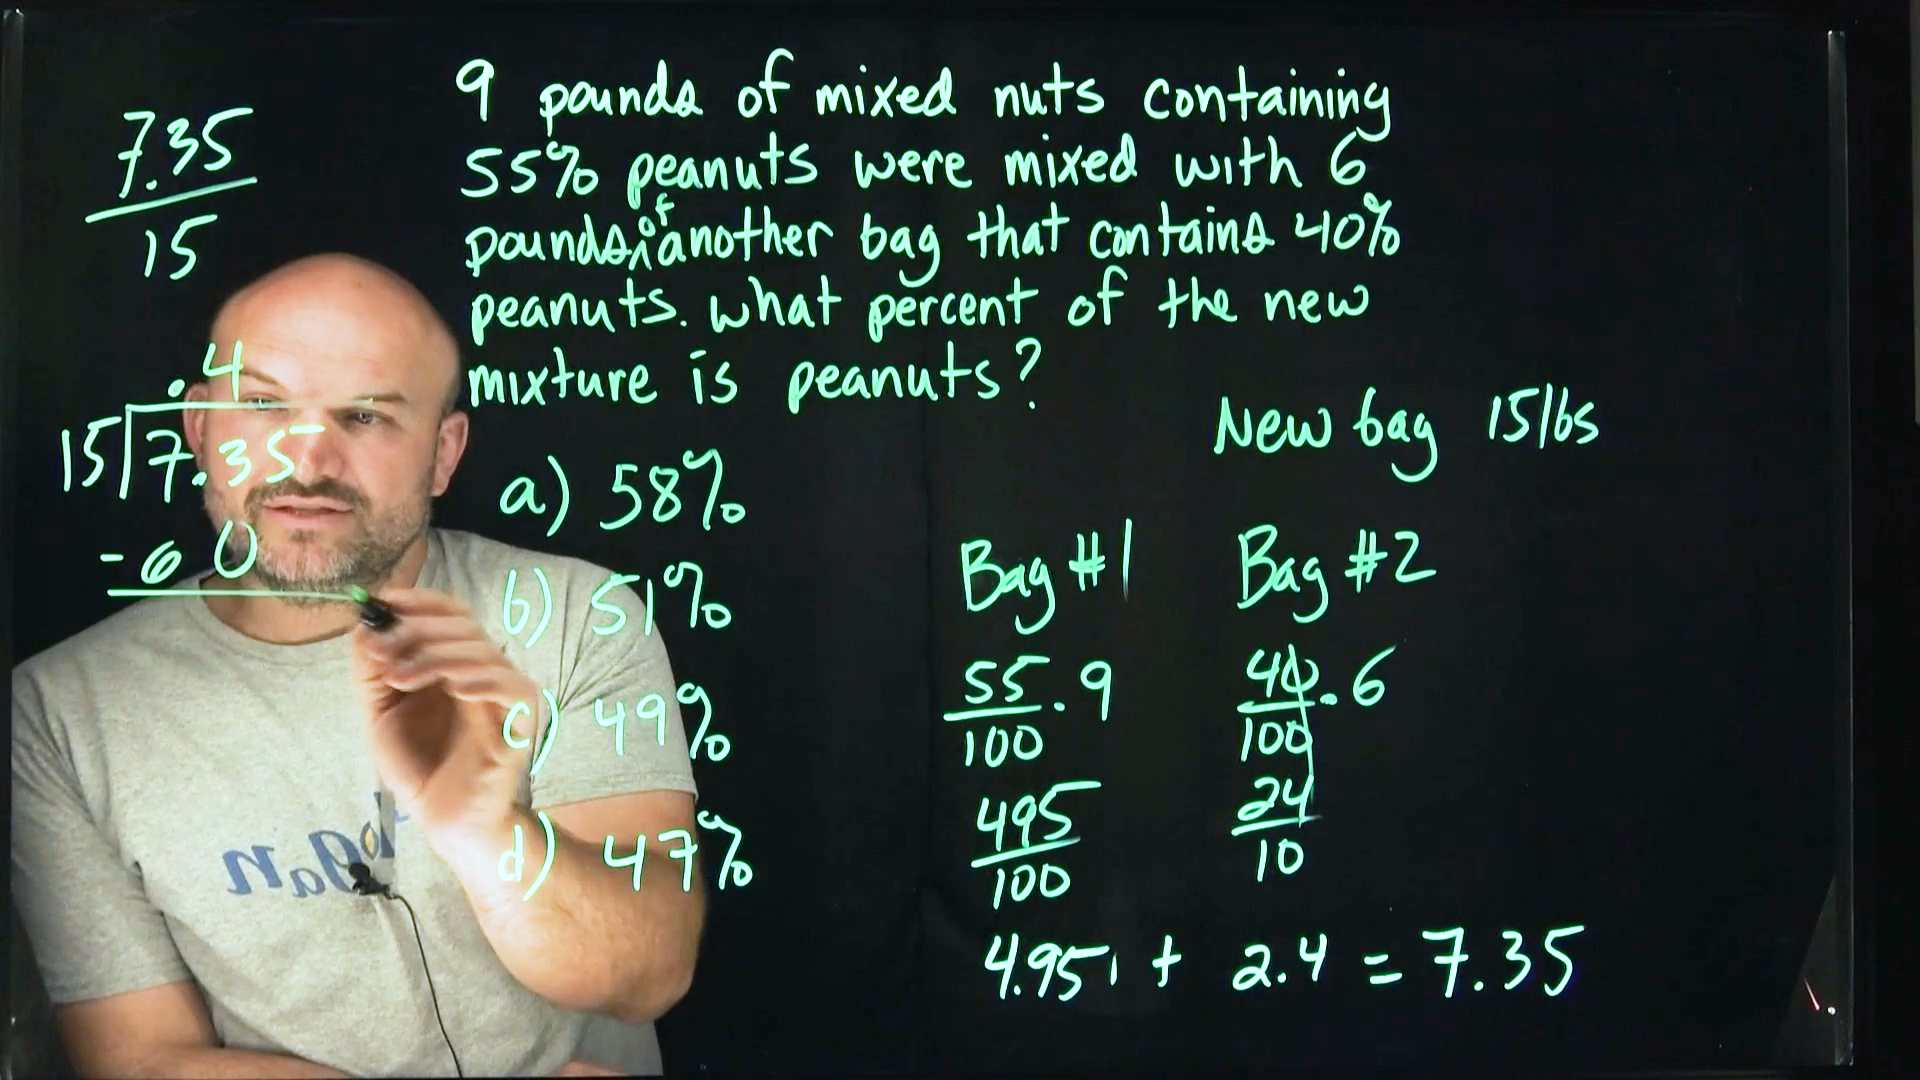 9 pounds of mixed nuts containing
55% peanuts were mixed with 6
pounds of another bag that contains 40%
peanuts. what percent of the new
mixture is peanuts?
7.35
15
.4
15 7.35
-60
a) 58%
b) 51%
c) 49%
d) 47%
New bag 15lbs
Bag #1 Bag #2
55/100 . 9 40/100 . 6
495/100 24/10
4.95 + 2.4 = 7.35